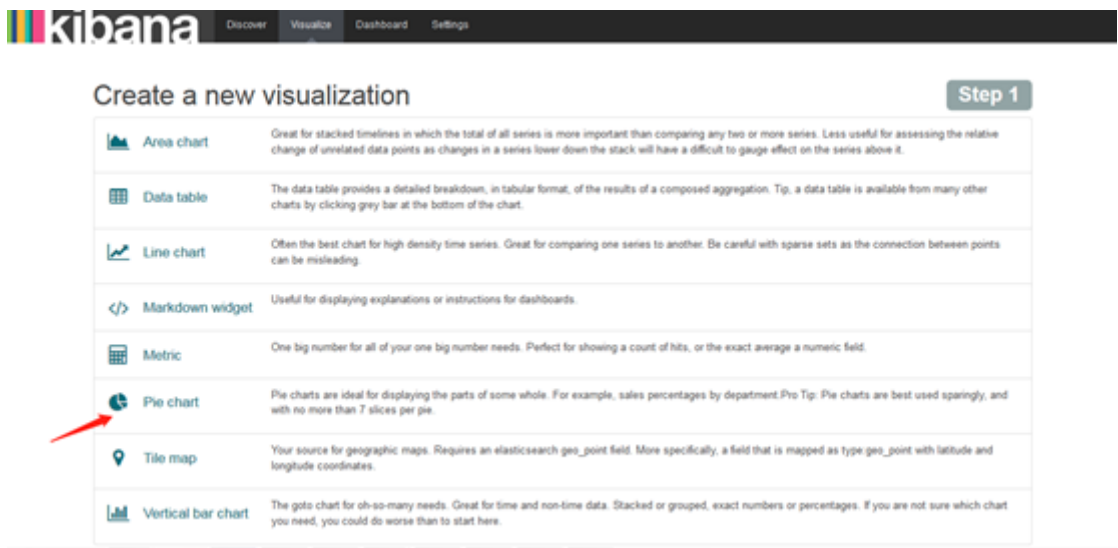 kibana Discover Visualize Dashboard Settings
Create a new visualization Step 1
Area chart
Great for stacked timelines in which the total of all series is more important than comparing any two or more series. Less useful for assessing the relative
change of unrelated data points as changes in a series lower down the stack will have a difficult to gauge effect on the series above it.
Data table
The data table provides a detailed breakdown, in tabular format, of the results of a composed aggregation. Tip, a data table is available from many other
charts by clicking grey bar at the bottom of the chart.
Line chart
Often the best chart for high density time series. Great for comparing one series to another. Be careful with sparse sets as the connection between points
can be misleading.
Markdown widget
Useful for displaying explanations or instructions for dashboards.
Metric
One big number for all of your one big number needs. Perfect for showing a count of hits, or the exact average a numeric field.
Pie chart
Pie charts are ideal for displaying the parts of some whole. For example, sales percentages by department.Pro Tip: Pie charts are best used sparingly, and
with no more than 7 slices per pie.
Tile map
Your source for geographic maps. Requires an elasticsearch geo_point field. More specifically, a field that is mapped as type:geo_point with latitude and
longitude coordinates.
Vertical bar chart
The goto chart for oh-so-many needs. Great for time and non-time data. Stacked or grouped, exact numbers or percentages. If you are not sure which chart
you need, you could do worse than to start here.